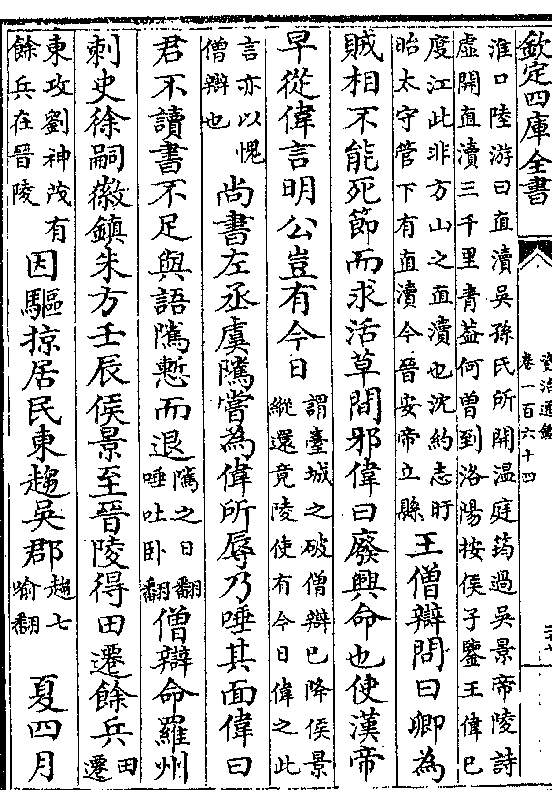 欽定四庫全書
資治通鑑
卷一百六十四
淮口陸游曰直瀆吳孫氏所開溫庭筠過吳景帝陵詩
虛開直瀆三千里青葢何曽到洛陽按侯子鑒王偉已
度江此非方山之直瀆也沈約志盱
眙太守管下有直瀆今晉安帝立縣
王僧辯問曰卿為
賊相不能死節而求活草間邪偉曰廢興命也使漢帝
早從偉言明公豈有今日
謂臺城之破僧辯已降侯景
縱還竟陵使有今日偉之此
言亦以愧
僧辯也
尚書左丞虞隲嘗為偉所辱乃唾其面偉曰
君不讀書不足與語隲慙而退
隲之日翻
唾吐卧翻
僧辯命羅州
刺史徐嗣徽鎮朱方壬辰侯景至晉陵得田遷餘兵
田
遷
東攻劉神茂有
餘兵在晉陵
因驅掠居民東趨吳郡
趨七
喻翻
夏四月